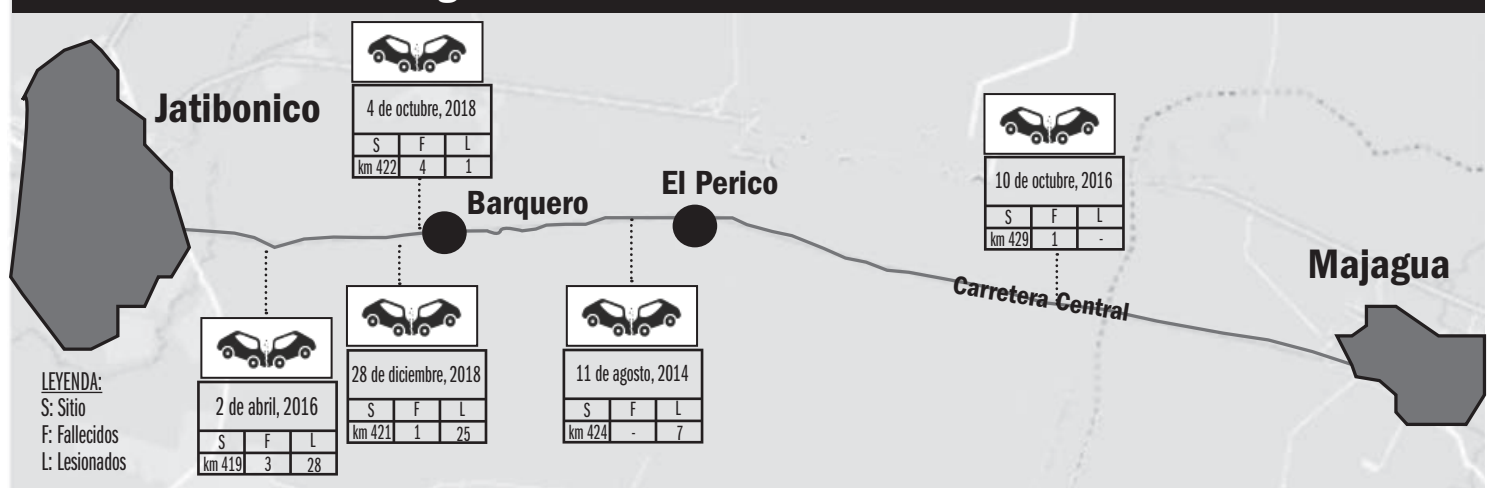 Jatibonico
4 de octubre, 2018
S F L
km 422 4 1
Barquero
El Perico
10 de octubre, 2016
S F L
km 429 1 -
Majagua
Carretera Central
2 de abril, 2016
S F L
km 419 3 28
28 de diciembre, 2018
S F L
km 421 1 25
11 de agosto, 2014
S F L
km 424 - 7
LEYENDA:
S: Sitio
F: Fallecidos
L: Lesionados